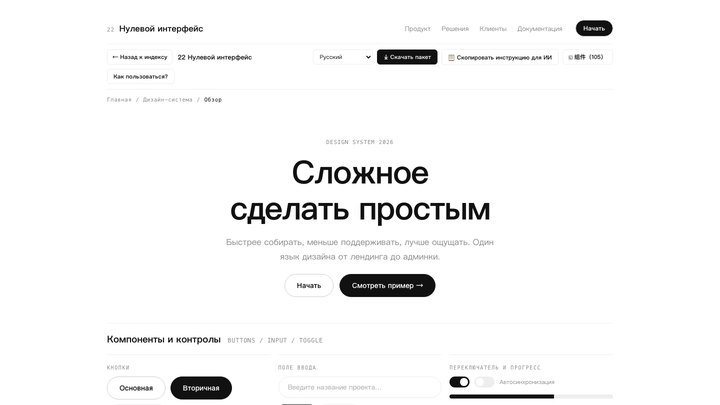 22 Нулевой интерфейс
Продукт Решения Клиенты Документация Начать
← Назад к индексу 22 Нулевой интерфейс Русский Скачать пакет Скопировать инструкцию для ИИ 组件 (105)
Как пользоваться?
Главная / Дизайн-система / Обзор
DESIGN SYSTEM 2026
Сложное
сделать простым
Быстрее собирать, меньше поддерживать, лучше ощущать. Один
язык дизайна от лендинга до админки.
Начать Смотреть пример →
Компоненты и контролы BUTTONS / INPUT / TOGGLE
КНОПКИ ПОЛЕ ВВОДА ПЕРЕКЛЮЧАТЕЛЬ И ПРОГРЕСС
Основная Вторичная Введите название проекта... Автосинхронизация